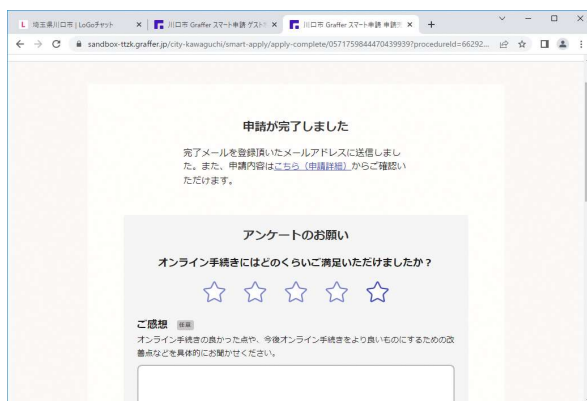 埼玉県川口市 | LoGoチャット
川口市 Graffer スマート申請 ゲスト
川口市 Graffer スマート申請 申請完
sandbox-ttzk.graffer.jp/city-kawaguchi/smart-apply/apply-complete/0571759844470439939?procedureId=66292...
申請が完了しました
完了メールを登録頂いたメールアドレスに送信しまし
た。また、申請内容はこちら（申請詳細）からご確認い
ただけます。
アンケートのお願い
オンライン手続きにはどのくらいご満足いただけましたか？
ご感想 任意
オンライン手続きの良かった点や、今後オンライン手続きをより良いものにするための改
善点などを具体的にお聞かせください。